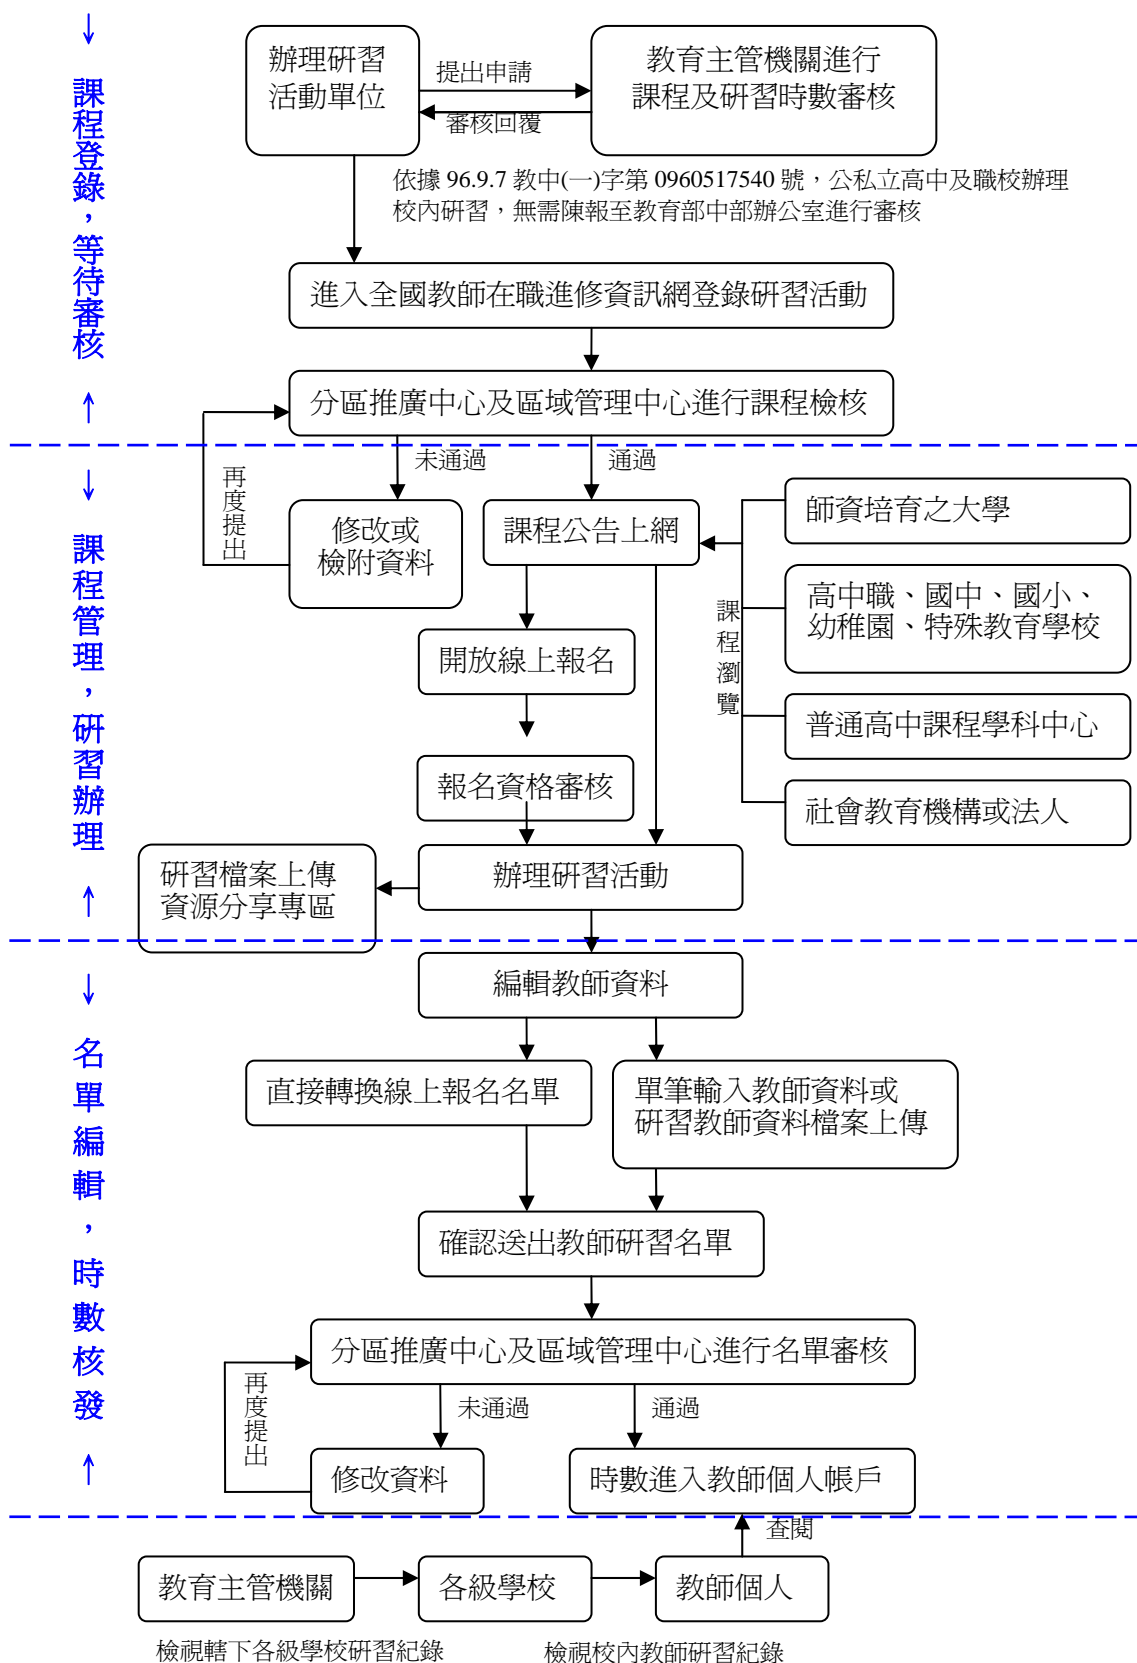 課程登錄，等待審核
辦理研習
活動單位
提出申請
審核回覆
教育主管機關進行
課程及研習時數審核
依據 96.9.7 教中(一)字第 0960517540 號，公私立高中及職校辦理
校內研習，無需陳報至教育部中部辦公室進行審核
進入全國教師在職進修資訊網登錄研習活動
分區推廣中心及區域管理中心進行課程檢核
課程管理，研習辦理
再度提出
未通過
通過
修改或
檢附資料
課程公告上網
課程瀏覽
師資培育之大學
高中職、國中、國小、
幼稚園、特殊教育學校
普通高中課程學科中心
社會教育機構或法人
開放線上報名
報名資格審核
辦理研習活動
研習檔案上傳
資源分享專區
名單編輯，時數核發
編輯教師資料
直接轉換線上報名名單
單筆輸入教師資料或
研習教師資料檔案上傳
確認送出教師研習名單
分區推廣中心及區域管理中心進行名單審核
再度提出
未通過
通過
修改資料
時數進入教師個人帳戶
查閱
教育主管機關
各級學校
教師個人
檢視轄下各級學校研習紀錄
檢視校內教師研習紀錄